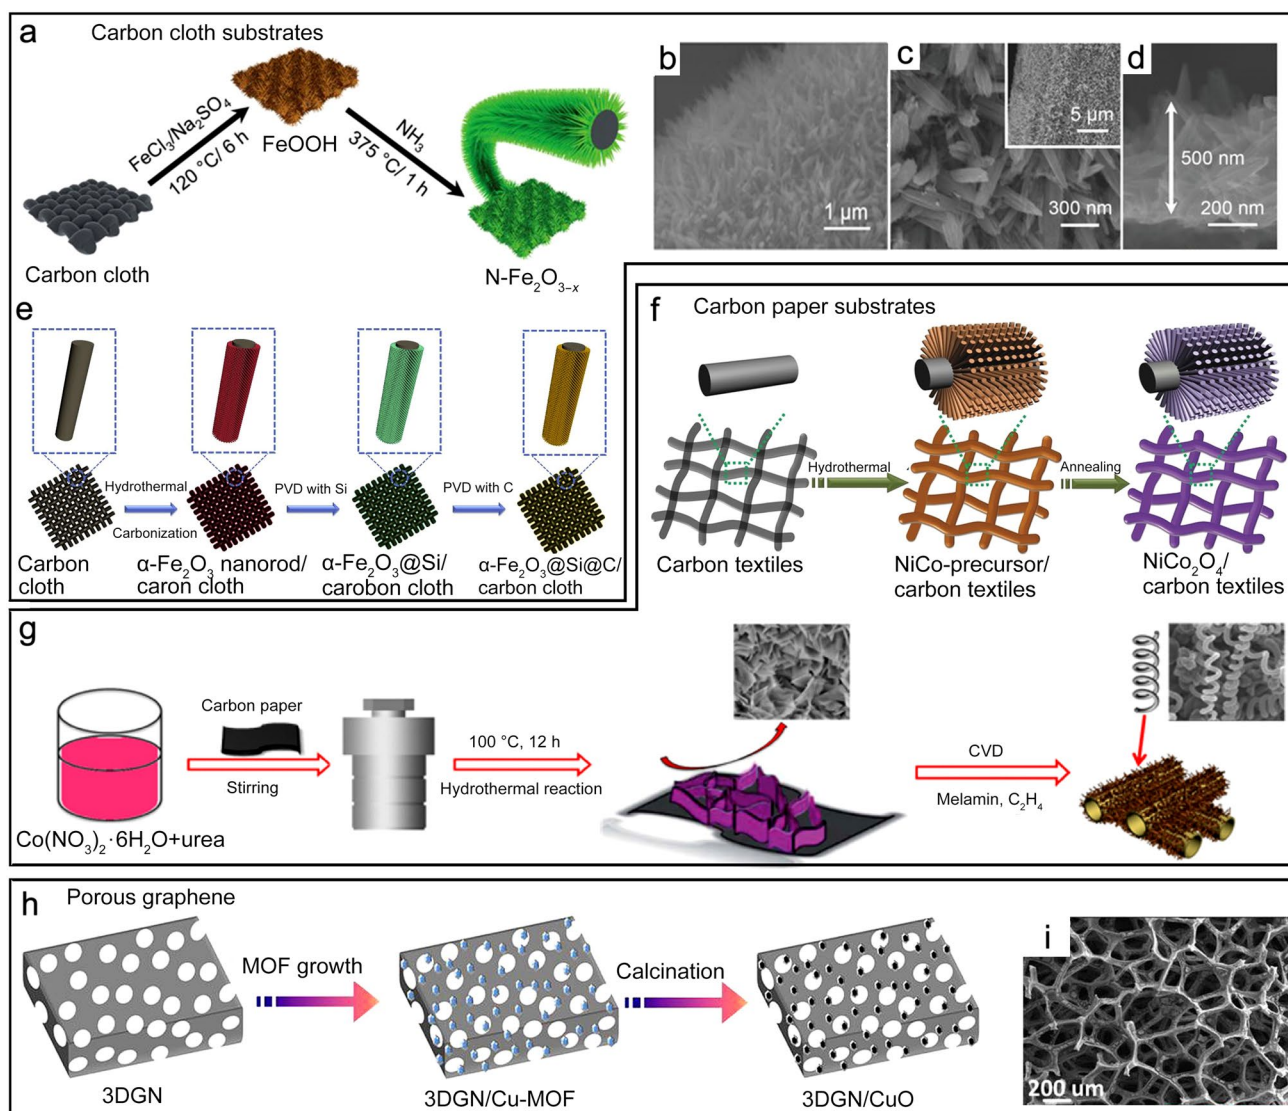 a
Carbon cloth substrates
FeCl₃/Na₂SO₄
120 °C/ 6 h
FeOOH
NH₃
375 °C/ 1 h
Carbon cloth
N-Fe₂O₃₋ₓ
b
1 µm
c
5 µm
300 nm
d
500 nm
200 nm
e
Hydrothermal
Carbonization
PVD with Si
PVD with C
Carbon
cloth
α-Fe₂O₃ nanorod/
caron cloth
α-Fe₂O₃@Si/
carobon cloth
α-Fe₂O₃@Si@C/
carbon cloth
f
Carbon paper substrates
Hydrothermal
Annealing
Carbon textiles
NiCo-precursor/
carbon textiles
NiCo₂O₄/
carbon textiles
g
Carbon paper
Stirring
100 °C, 12 h
Hydrothermal reaction
CVD
Melamin, C₂H₄
Co(NO₃)₂·6H₂O+urea
h
Porous graphene
MOF growth
Calcination
3DGN
3DGN/Cu-MOF
3DGN/CuO
i
200 um